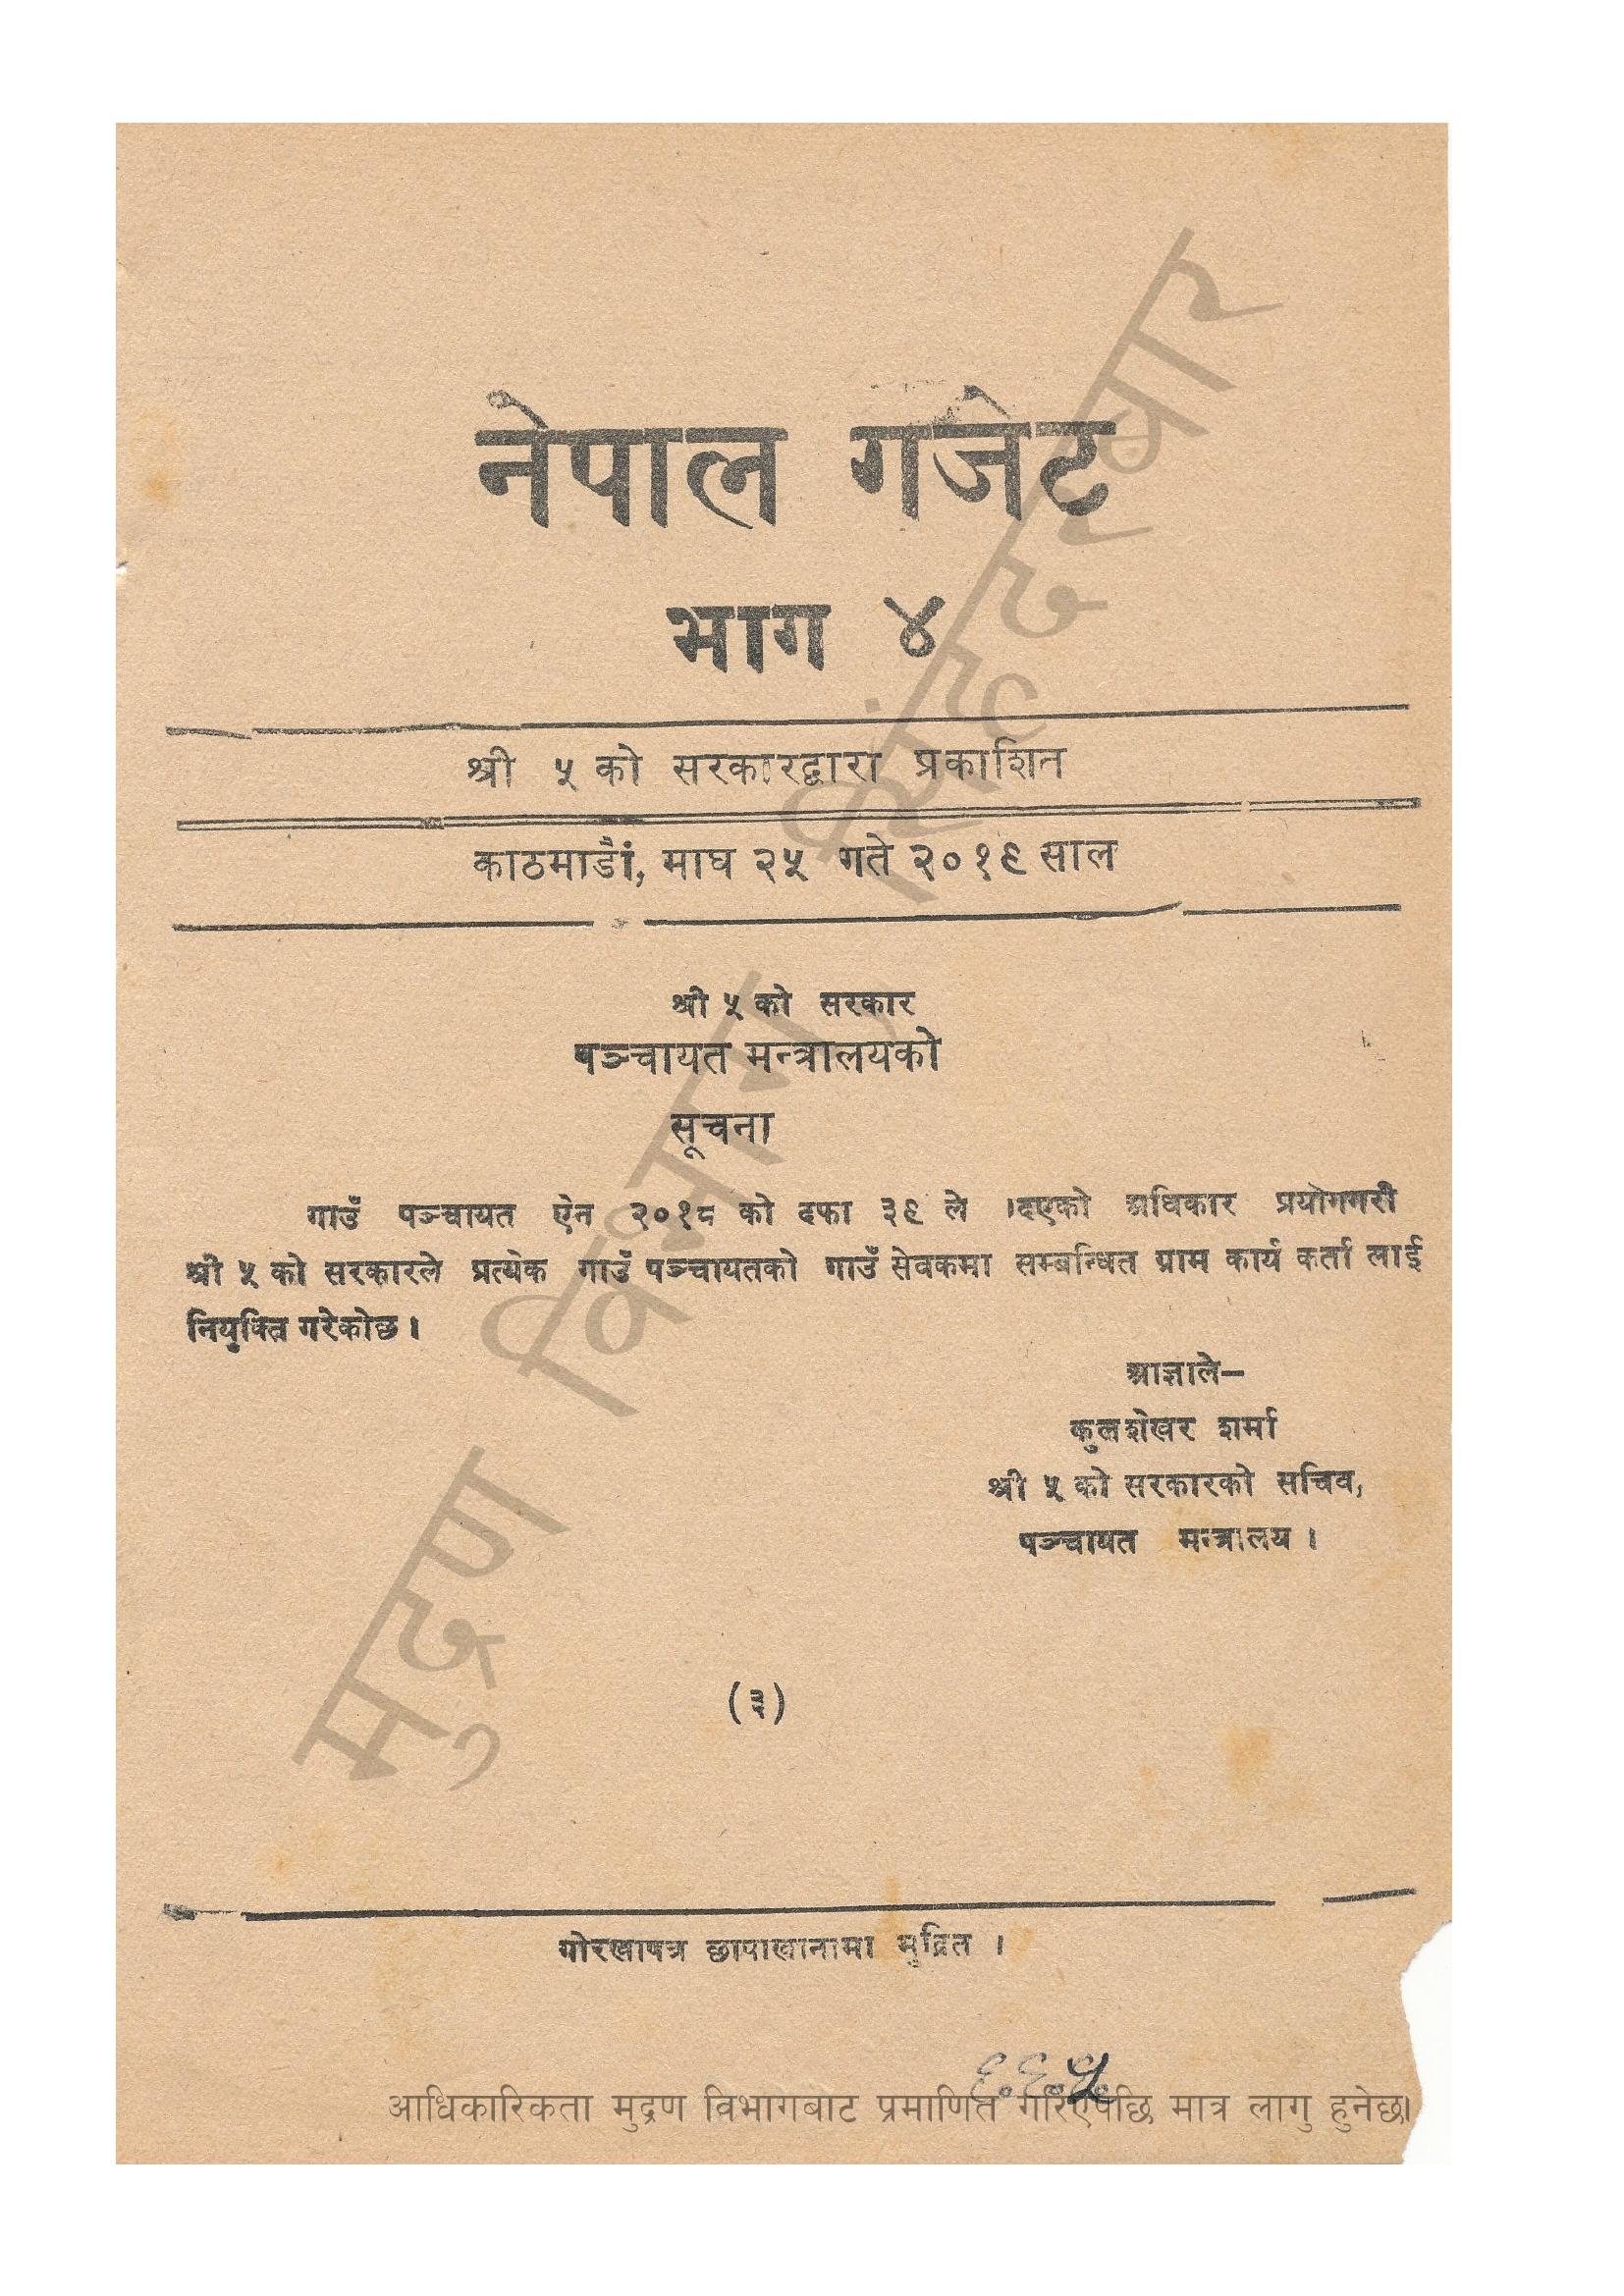 नेपाल गजेट
भाग ४
श्री ५ को सरकारद्वारा प्रकाशित
काठमाडौं, माघ २५ गते २०१९ साल
श्री ५ को सरकार
पञ्चायत मन्त्रालयको
सूचना
गाउँ पञ्चायत ऐन २०१८ को दफा ३९ ले दिएको अधिकार प्रयोगगरी
श्री ५ को सरकारले प्रत्येक गाउँ पञ्चायतको गाउँ सेवकमा सम्बन्धित ग्राम कार्य कर्ता लाई
नियुक्ति गरेकोछ ।
आज्ञाले—
कुलशेखर शर्मा
श्री ५ को सरकारको सचिव,
पञ्चायत मन्त्रालय ।
(३)
गोरखापत्र छापाखानामा मुद्रित ।
आधिकारिकता मुद्रण विभागबाट प्रमाणित गरिएपछि मात्र लागु हुनेछ।
मुद्रण विभाग